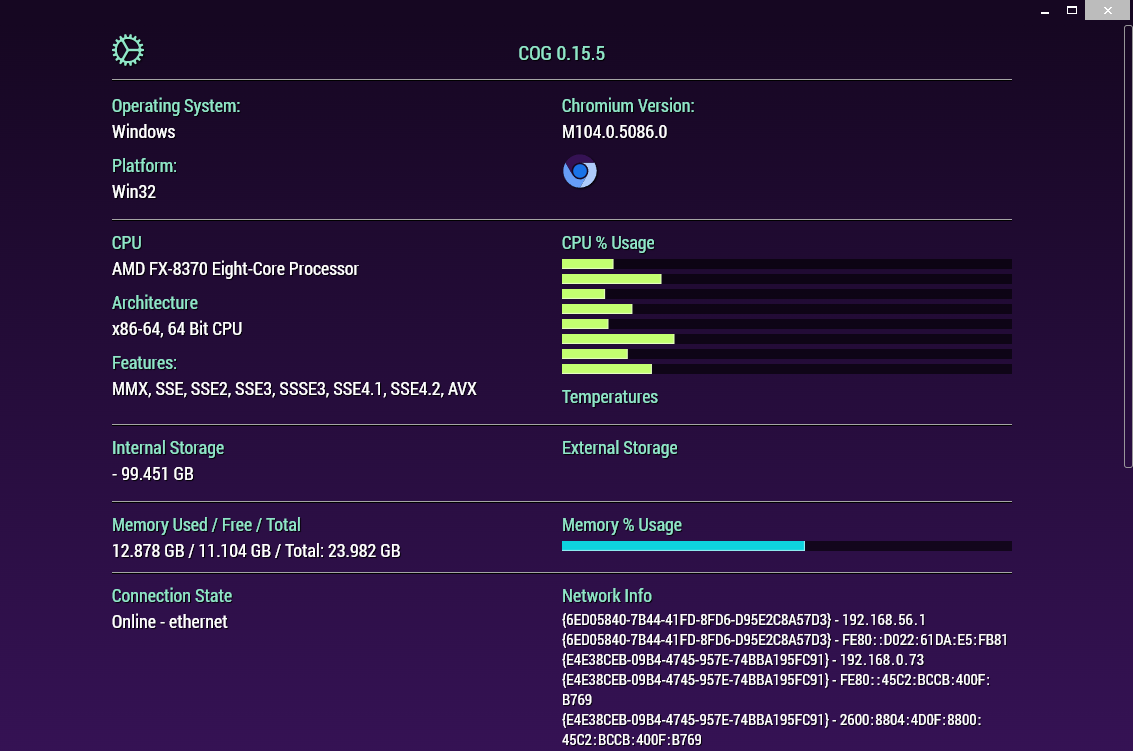 COG 0.15.5
Operating System:
Windows
Platform:
Win32
Chromium Version:
M104.0.5086.0
CPU
AMD FX-8370 Eight-Core Processor
Architecture
x86-64, 64 Bit CPU
Features:
MMX, SSE, SSE2, SSE3, SSSE3, SSE4.1, SSE4.2, AVX
CPU % Usage
Temperatures
Internal Storage
- 99.451 GB
External Storage
Memory Used / Free / Total
12.878 GB / 11.104 GB / Total: 23.982 GB
Memory % Usage
Connection State
Online - ethernet
Network Info
{6ED05840-7B44-41FD-8FD6-D95E2C8A57D3} - 192.168.56.1
{6ED05840-7B44-41FD-8FD6-D95E2C8A57D3} - FE80::D022:61DA:E5:FB81
{E4E38CEB-09B4-4745-957E-74BBA195FC91} - 192.168.0.73
{E4E38CEB-09B4-4745-957E-74BBA195FC91} - FE80::45C2:BCCB:400F:
B769
{E4E38CEB-09B4-4745-957E-74BBA195FC91} - 2600:8804:4D0F:8800:
45C2:BCCB:400F:B769